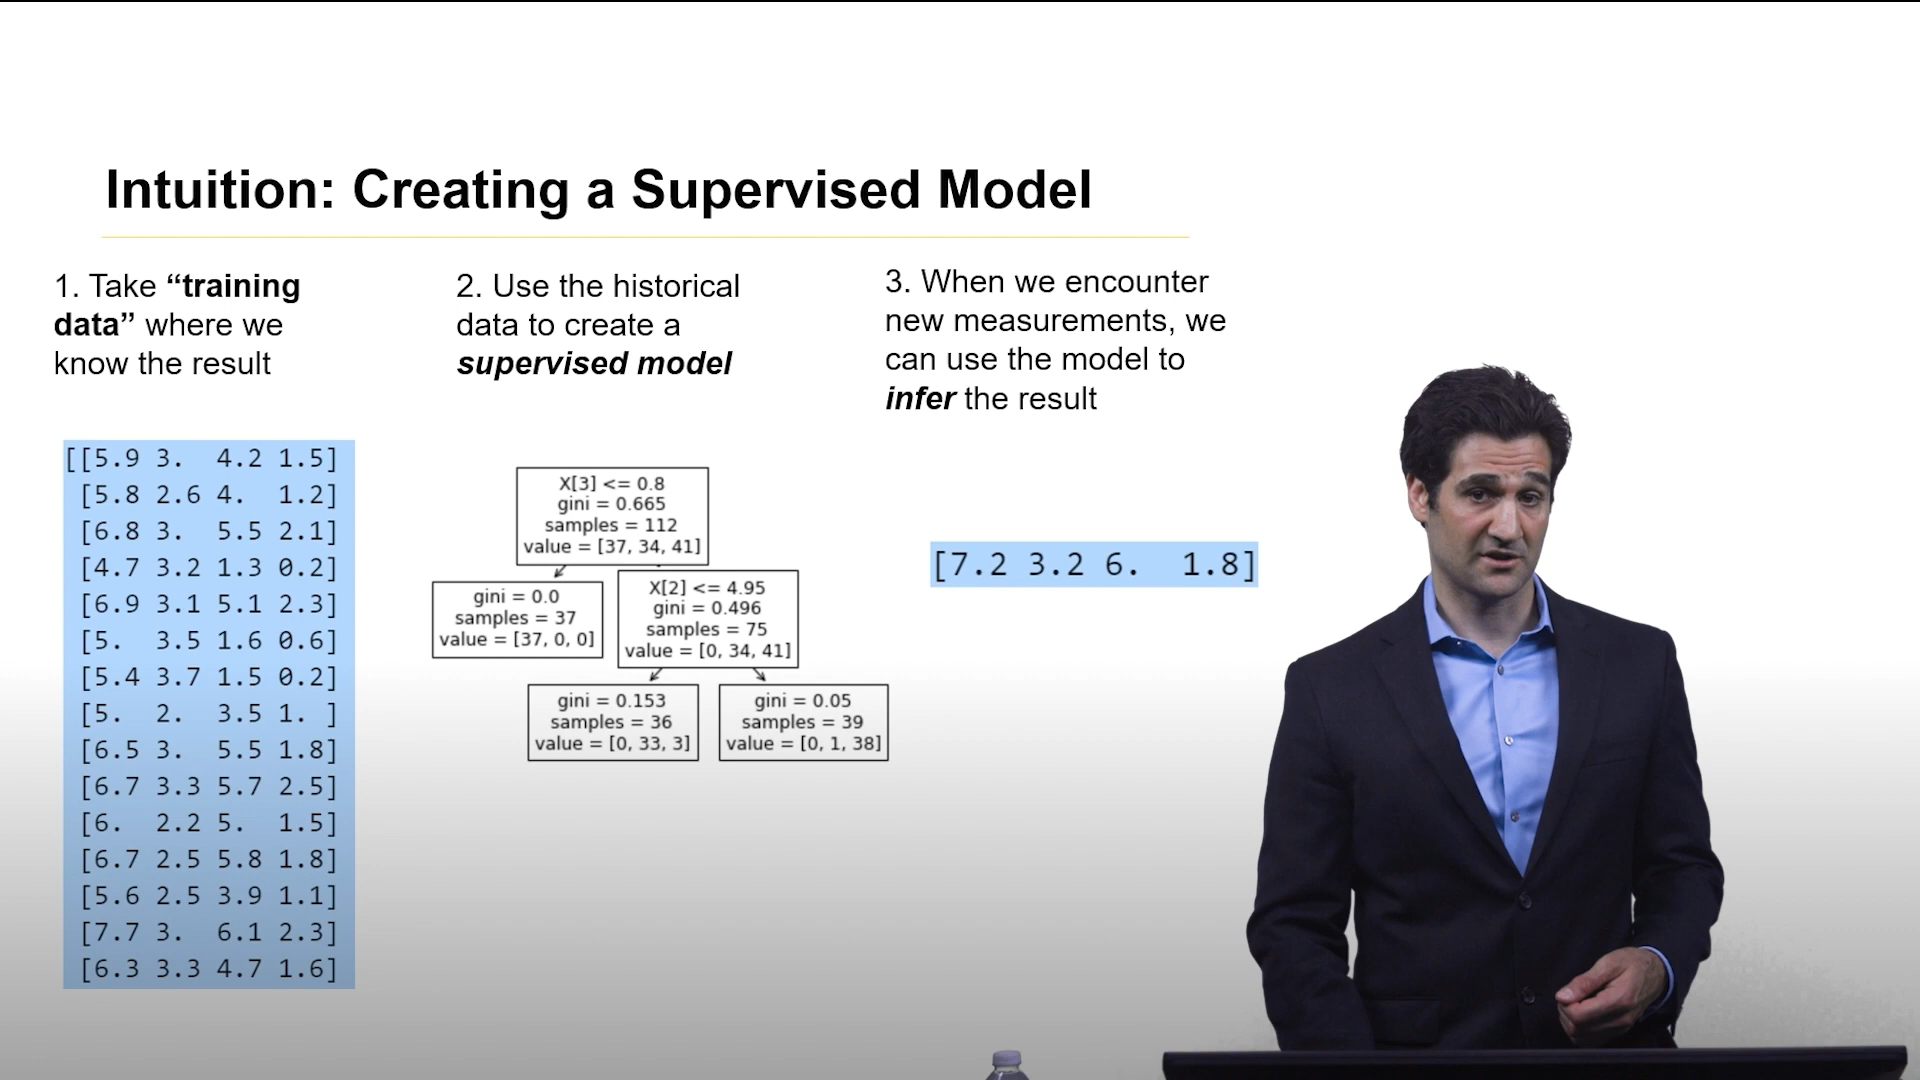 Intuition: Creating a Supervised Model
1. Take “training
data” where we
know the result
2. Use the historical
data to create a
supervised model
3. When we encounter
new measurements, we
can use the model to
infer the result
[[5.9 3.  4.2 1.5]
[5.8 2.6 4.  1.2]
[6.8 3.  5.5 2.1]
[4.7 3.2 1.3 0.2]
[6.9 3.1 5.1 2.3]
[5.  3.5 1.6 0.6]
[5.4 3.7 1.5 0.2]
[5.  2.  3.5 1. ]
[6.5 3.  5.5 1.8]
[6.7 3.3 5.7 2.5]
[6.  2.2 5.  1.5]
[6.7 2.5 5.8 1.8]
[5.6 2.5 3.9 1.1]
[7.7 3.  6.1 2.3]
[6.3 3.3 4.7 1.6]
X[3] <= 0.8
gini = 0.665
samples = 112
value = [37, 34, 41]
gini = 0.0
samples = 37
value = [37, 0, 0]
X[2] <= 4.95
gini = 0.496
samples = 75
value = [0, 34, 41]
gini = 0.153
samples = 36
value = [0, 33, 3]
gini = 0.05
samples = 39
value = [0, 1, 38]
[7.2 3.2 6.  1.8]